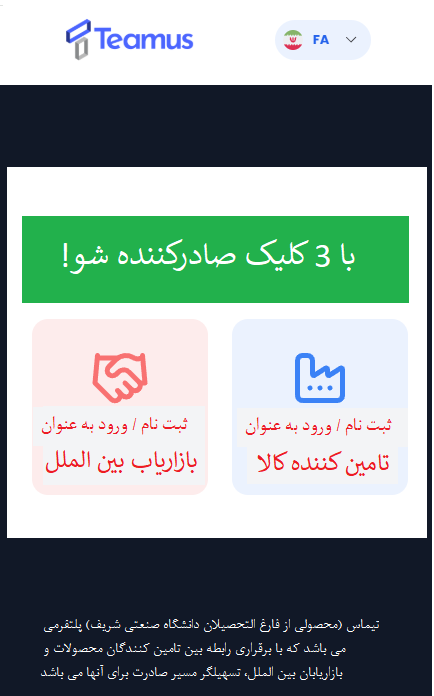 Teamus
FA
با 3 کلیک صادرکننده شو!
ثبت نام / ورود به عنوان
تامین کننده کالا
ثبت نام / ورود به عنوان
بازاریاب بین الملل
تیماس (محصولی از فارغ التحصیلان دانشگاه صنعتی شریف) پلتفرمی
می باشد که با برقراری رابطه بین تامین کنندگان محصولات و
بازاریابان بین الملل، تسهیلگر مسیر صادرت برای آنها می باشد